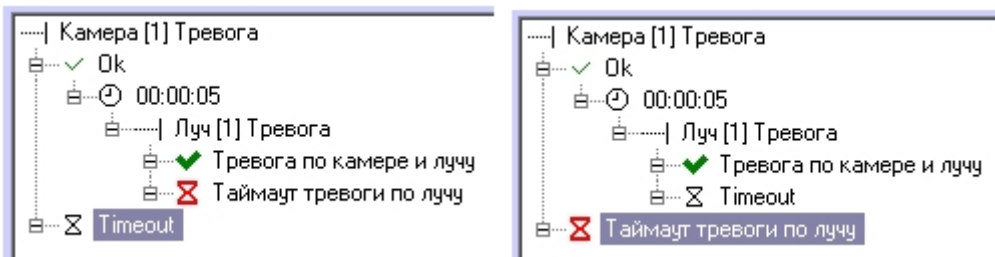 Камера [1] Тревога
Ok
00:00:05
Луч [1] Тревога
Тревога по камере и лучу
Таймаут тревоги по лучу
Timeout
Камера [1] Тревога
Ok
00:00:05
Луч [1] Тревога
Тревога по камере и лучу
Timeout
Таймаут тревоги по лучу